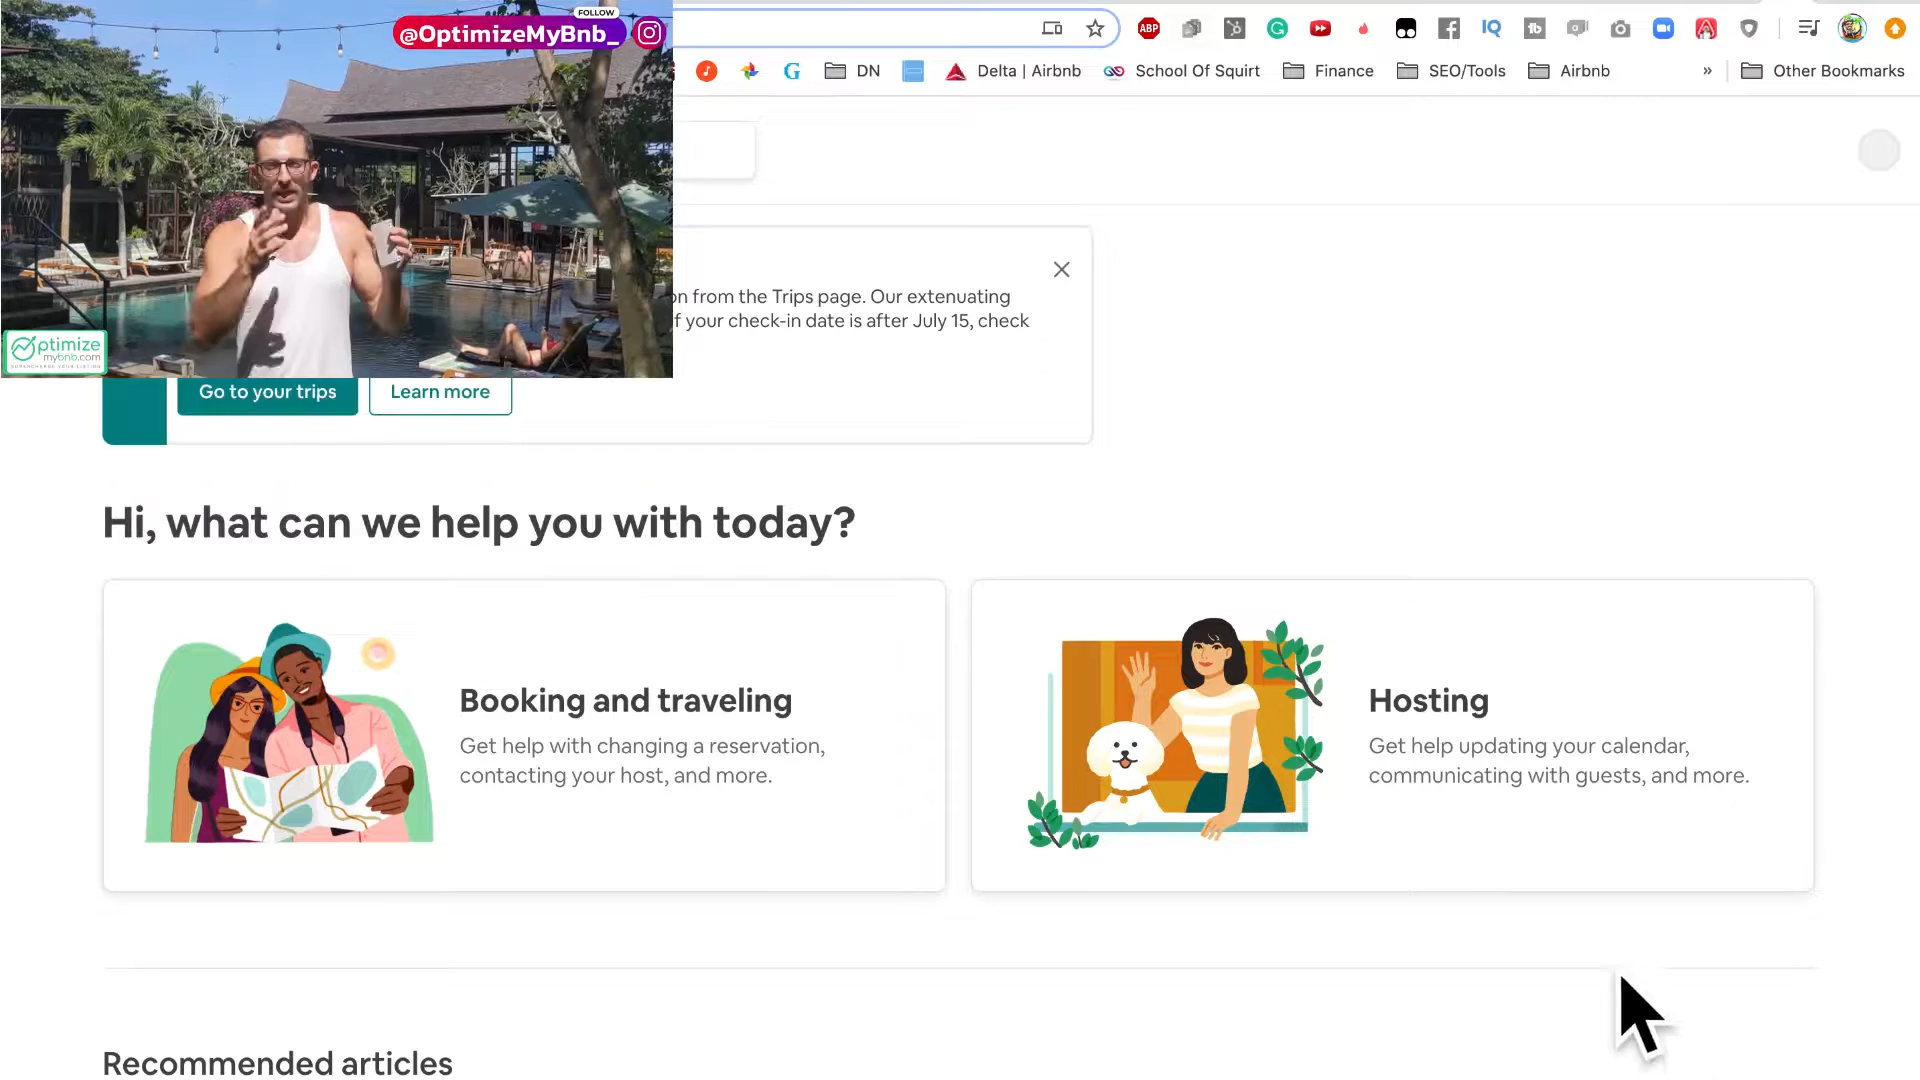 FOLLOW
@OptimizeMyBnb_
ABP
DN
Delta | Airbnb
School Of Squirt
Finance
SEO/Tools
Airbnb
»
Other Bookmarks
on from the Trips page. Our extenuating
f your check-in date is after July 15, check
ptimize
mybnb.com
Go to your trips
Learn more
Hi, what can we help you with today?
Booking and traveling
Get help with changing a reservation,
contacting your host, and more.
Hosting
Get help updating your calendar,
communicating with guests, and more.
Recommended articles